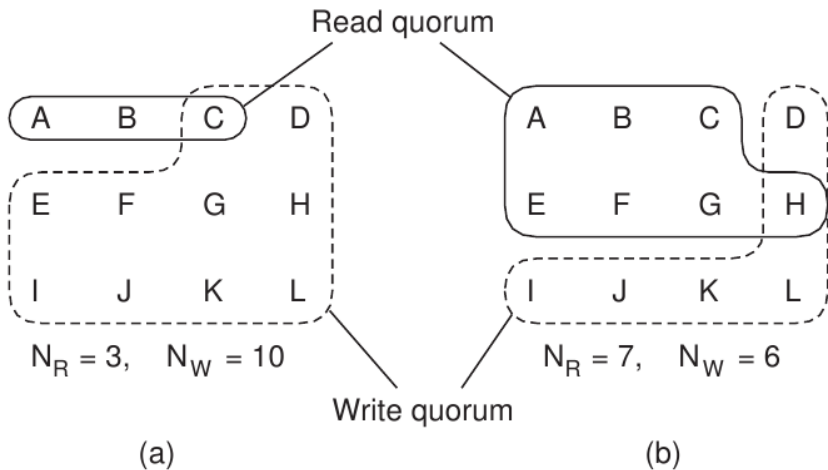 Read quorum
A B C D
A B C D
E F G H
E F G H
I J K L
I J K L
N_R = 3, N_W = 10
N_R = 7, N_W = 6
Write quorum
(a)
(b)